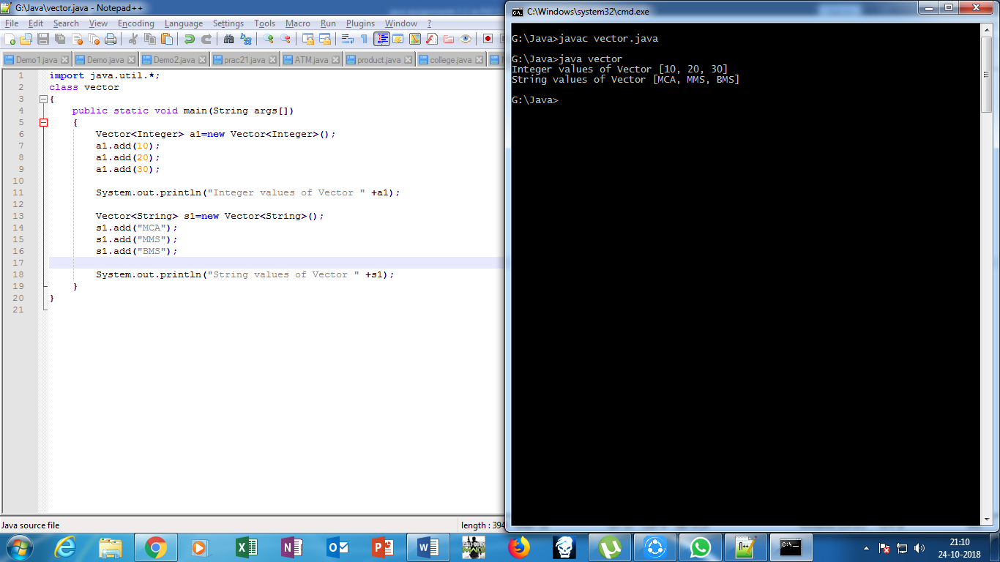 G:\Java\vector.java - Notepad++
File Edit Search View Encoding Language Settings Tools Macro Run Plugins Window ?
Demo1.java Demo.java Demo2.java prac21.java ATM.java product.java college.java
1 import java.util.*;
2 class vector
3 {
4 public static void main(String args[])
5 {
6 Vector<Integer> a1=new Vector<Integer>();
7 a1.add(10);
8 a1.add(20);
9 a1.add(30);
10
11 System.out.println("Integer values of Vector " +a1);
12
13 Vector<String> s1=new Vector<String>();
14 s1.add("MCA");
15 s1.add("MMS");
16 s1.add("BMS");
17
18 System.out.println("String values of Vector " +s1);
19 }
20 }
21
Java source file
length : 394
C:\Windows\system32\cmd.exe
G:\Java>javac vector.java
G:\Java>java vector
Integer values of Vector [10, 20, 30]
String values of Vector [MCA, MMS, BMS]
G:\Java>
21:10
24-10-2018